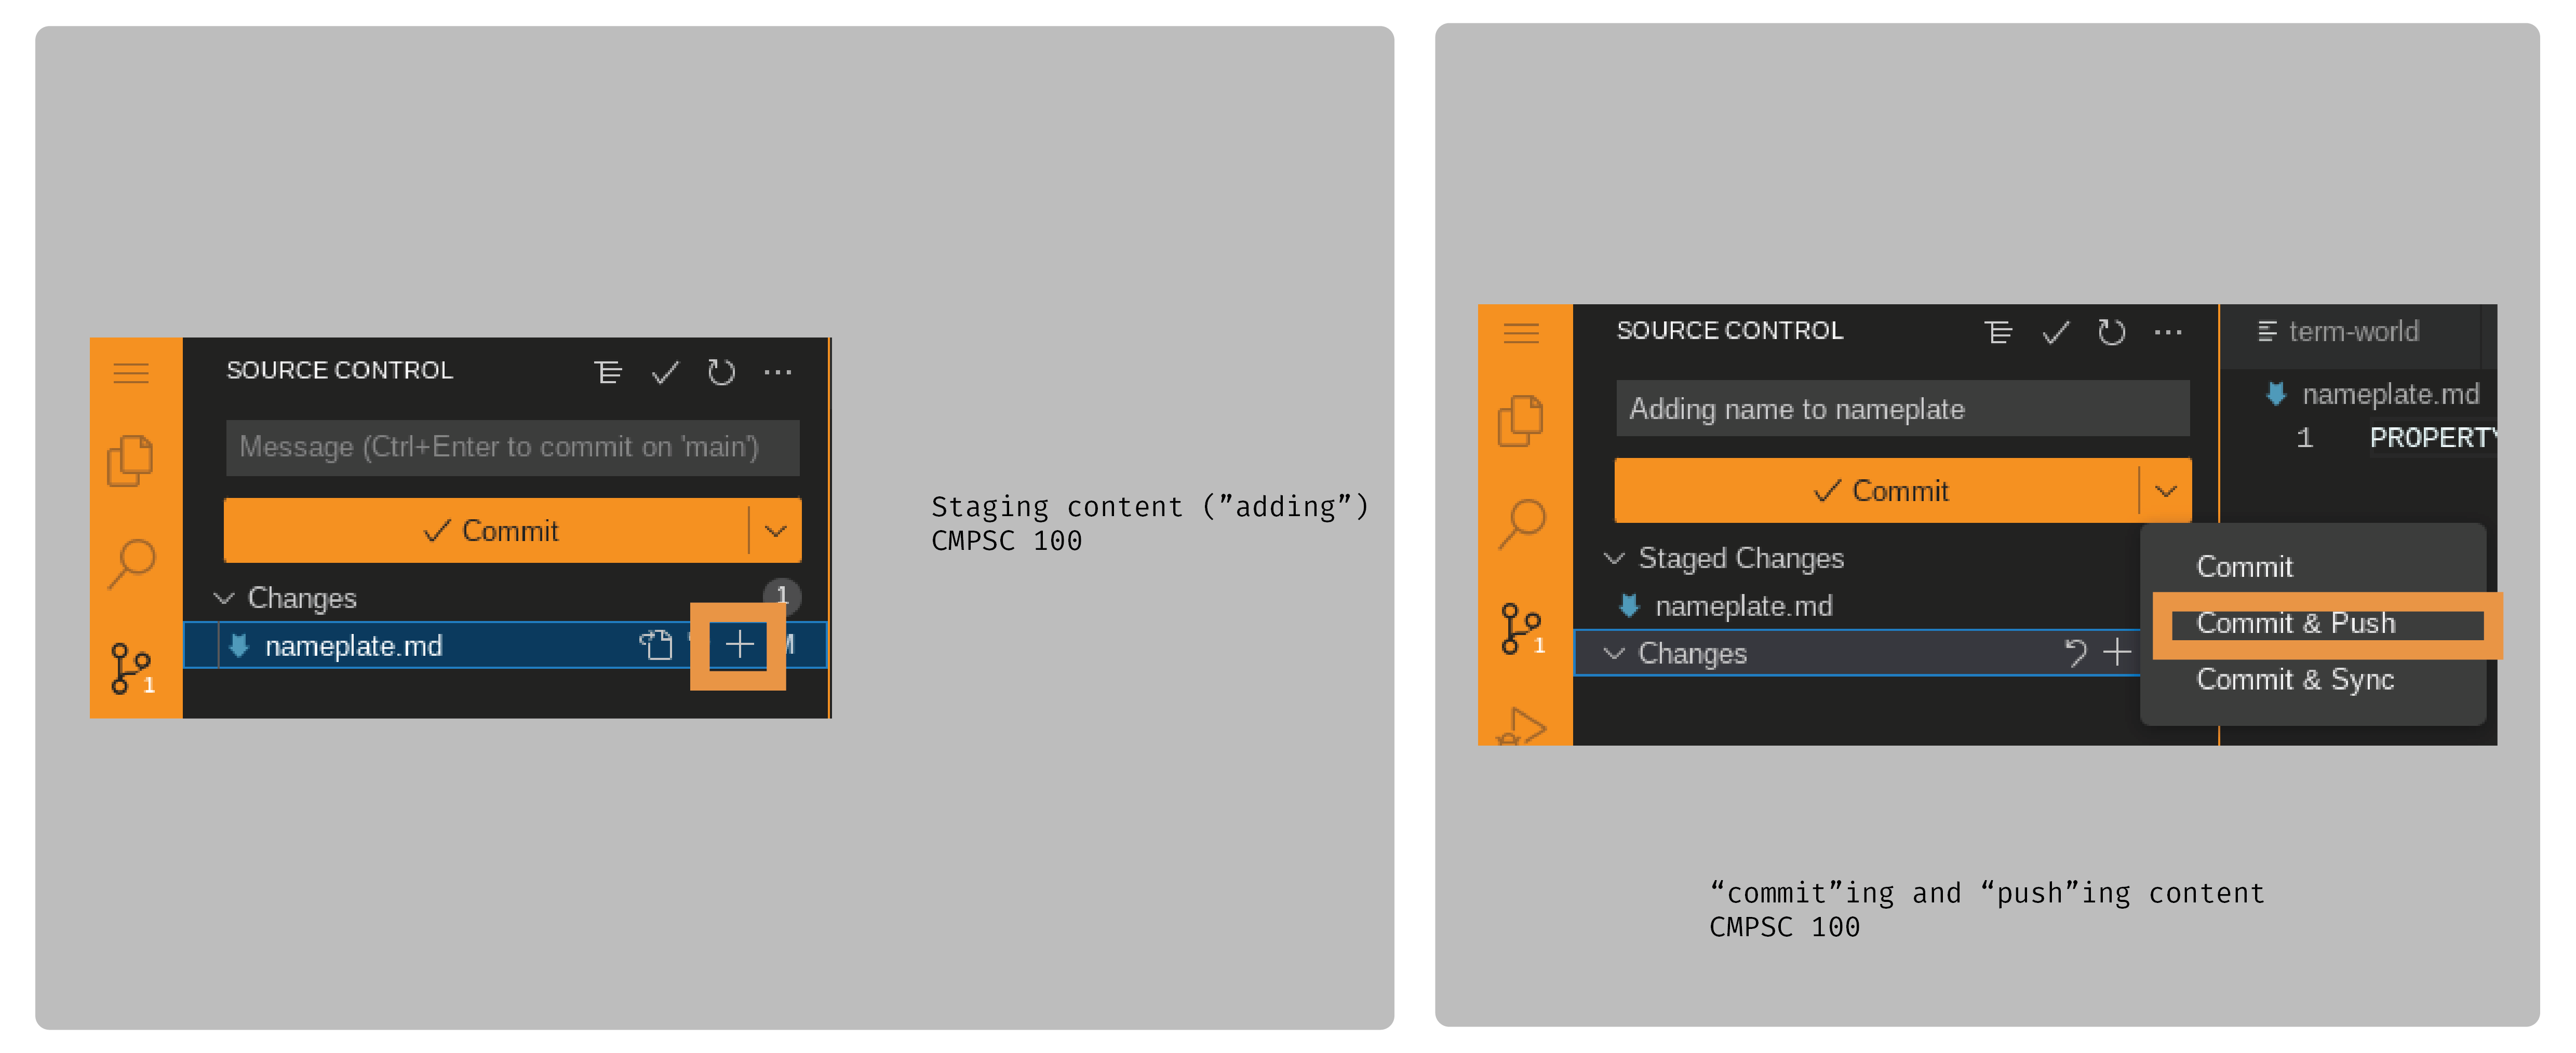 SOURCE CONTROL
Message (Ctrl+Enter to commit on 'main')
Commit
Changes
1
nameplate.md
M
1
Staging content (”adding”)
CMPSC 100
SOURCE CONTROL
term-world
Adding name to nameplate
nameplate.md
1 PROPERTY
Commit
Staged Changes
Commit
nameplate.md
Commit & Push
1
Changes
Commit & Sync
“commit”ing and “push”ing content
CMPSC 100